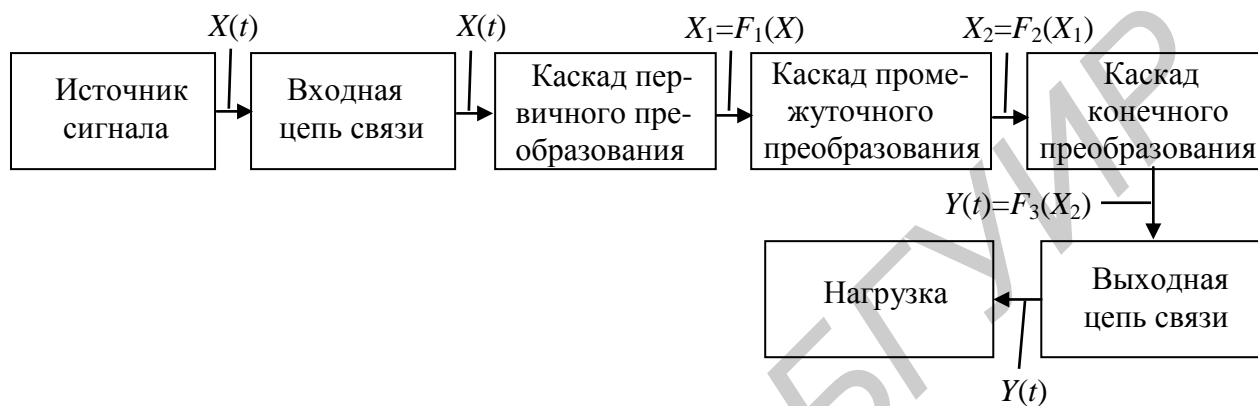 X(t)
X(t)
X₁=F₁(X)
X₂=F₂(X₁)
Источник
сигнала
Входная
цепь связи
Каскад пер-
вичного пре-
образования
Каскад проме-
жуточного
преобразования
Каскад
конечного
преобразования
Y(t)=F₃(X₂)
Нагрузка
Выходная
цепь связи
Y(t)
БГУИР